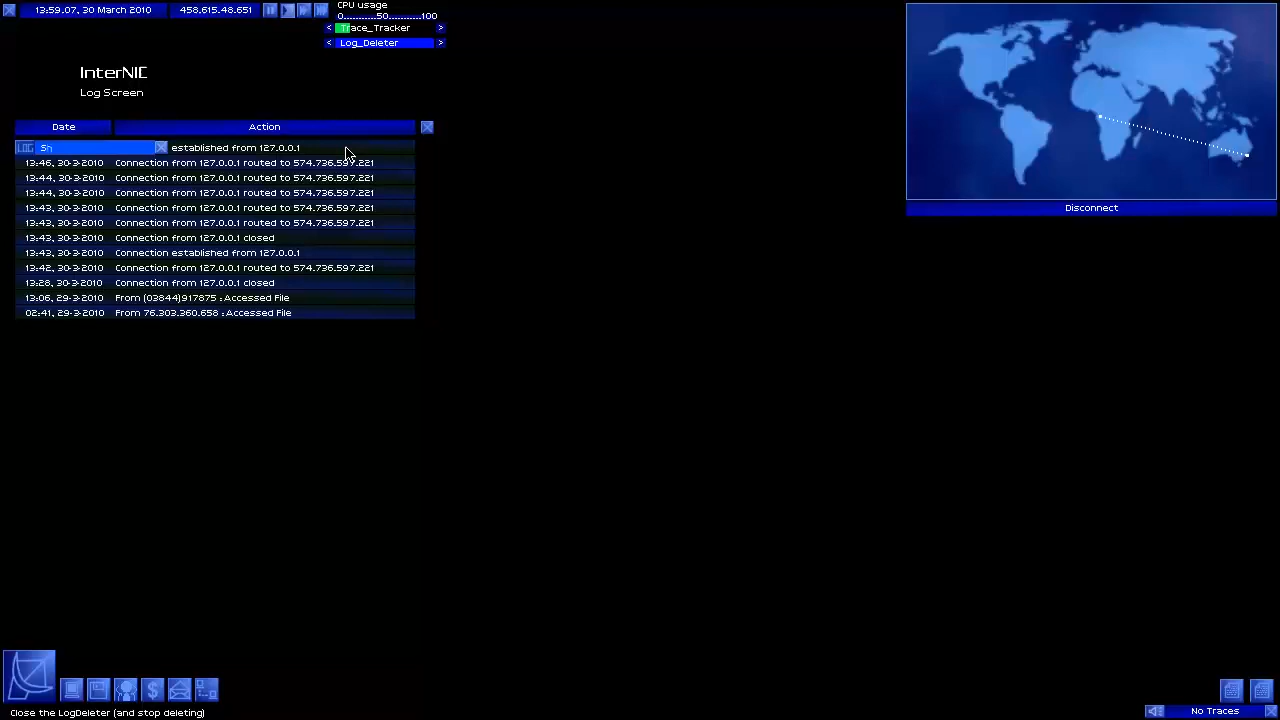 13:59.07, 30 March 2010 458.615.48.651
CPU usage
0...........50...........100
< Trace_Tracker >
< Log_Deleter >
InterNIC
Log Screen
Date Action
LOG Sh established from 127.0.0.1
13:46, 30-3-2010 Connection from 127.0.0.1 routed to 574.736.597.221
13:44, 30-3-2010 Connection from 127.0.0.1 routed to 574.736.597.221
13:44, 30-3-2010 Connection from 127.0.0.1 routed to 574.736.597.221
13:43, 30-3-2010 Connection from 127.0.0.1 routed to 574.736.597.221
13:43, 30-3-2010 Connection from 127.0.0.1 routed to 574.736.597.221
13:43, 30-3-2010 Connection from 127.0.0.1 closed
13:43, 30-3-2010 Connection established from 127.0.0.1
13:42, 30-3-2010 Connection from 127.0.0.1 routed to 574.736.597.221
13:28, 30-3-2010 Connection from 127.0.0.1 closed
13:06, 29-3-2010 From (03844)917875 : Accessed File
02:41, 29-3-2010 From 76.303.360.658 : Accessed File
Disconnect
$
Close the LogDeleter (and stop deleting)
No Traces